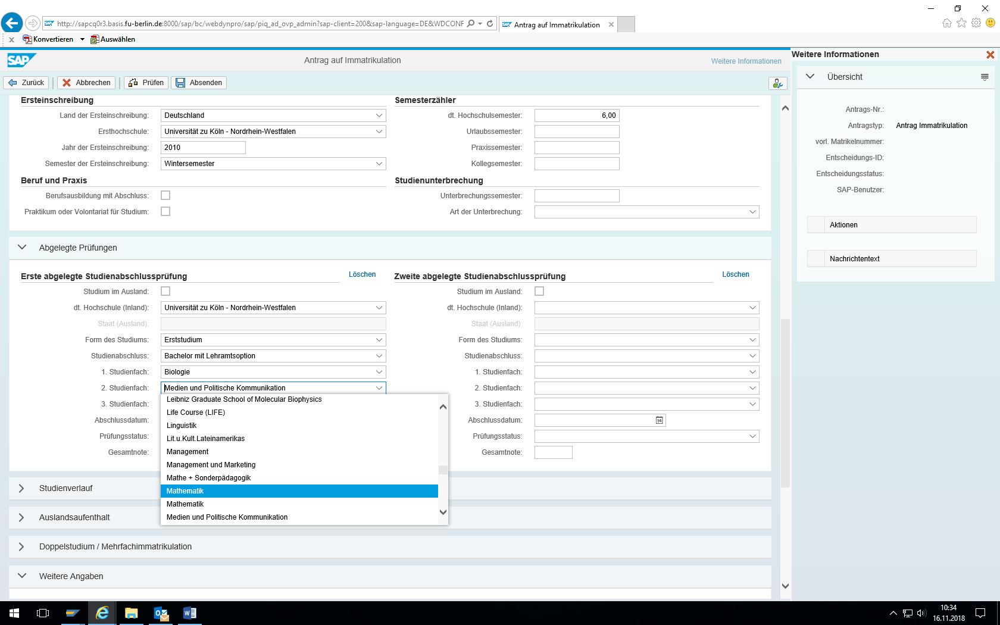 http://sapcq0r3.basis.fu-berlin.de:8000/sap/bc/webdynpro/sap/piq_ad_ovp_admin?sap-client=200&sap-language=DE&WDCONF
Antrag auf Immatrikulation
x Konvertieren Auswählen
SAP Antrag auf Immatrikulation Weitere Informationen
Zurück Abbrechen Prüfen Absenden
Ersteinschreibung
Land der Ersteinschreibung: Deutschland
Ersthochschule: Universität zu Köln - Nordrhein-Westfalen
Jahr der Ersteinschreibung: 2010
Semester der Ersteinschreibung: Wintersemester
Semesterzähler
dt. Hochschulsemester: 6,00
Urlaubssemester:
Praxissemester:
Kollegsemester:
Beruf und Praxis
Berufsausbildung mit Abschluss:
Praktikum oder Volontariat für Studium:
Studienunterbrechung
Unterbrechungssemester:
Art der Unterbrechung:
Abgelegte Prüfungen
Erste abgelegte Studienabschlussprüfung Löschen
Studium im Ausland:
dt. Hochschule (Inland): Universität zu Köln - Nordrhein-Westfalen
Staat (Ausland):
Form des Studiums: Erststudium
Studienabschluss: Bachelor mit Lehramtsoption
1. Studienfach: Biologie
2. Studienfach: Medien und Politische Kommunikation
3. Studienfach:
Abschlussdatum:
Prüfungsstatus:
Gesamtnote:
Leibniz Graduate School of Molecular Biophysics
Life Course (LIFE)
Linguistik
Lit.u.Kult.Lateinamerikas
Management
Management und Marketing
Mathe + Sonderpädagogik
Mathematik
Mathematik
Medien und Politische Kommunikation
Zweite abgelegte Studienabschlussprüfung Löschen
Studium im Ausland:
dt. Hochschule (Inland):
Staat (Ausland):
Form des Studiums:
Studienabschluss:
1. Studienfach:
2. Studienfach:
3. Studienfach:
Abschlussdatum:
Prüfungsstatus:
Gesamtnote:
Studienverlauf
Auslandsaufenthalt
Doppelstudium / Mehrfachimmatrikulation
Weitere Angaben
Weitere Informationen
Übersicht
Antrags-Nr.:
Antragstyp: Antrag Immatrikulation
vorl. Matrikelnummer:
Entscheidungs-ID:
Entscheidungsstatus:
SAP-Benutzer:
Aktionen
Nachrichtentext
10:34
16.11.2018